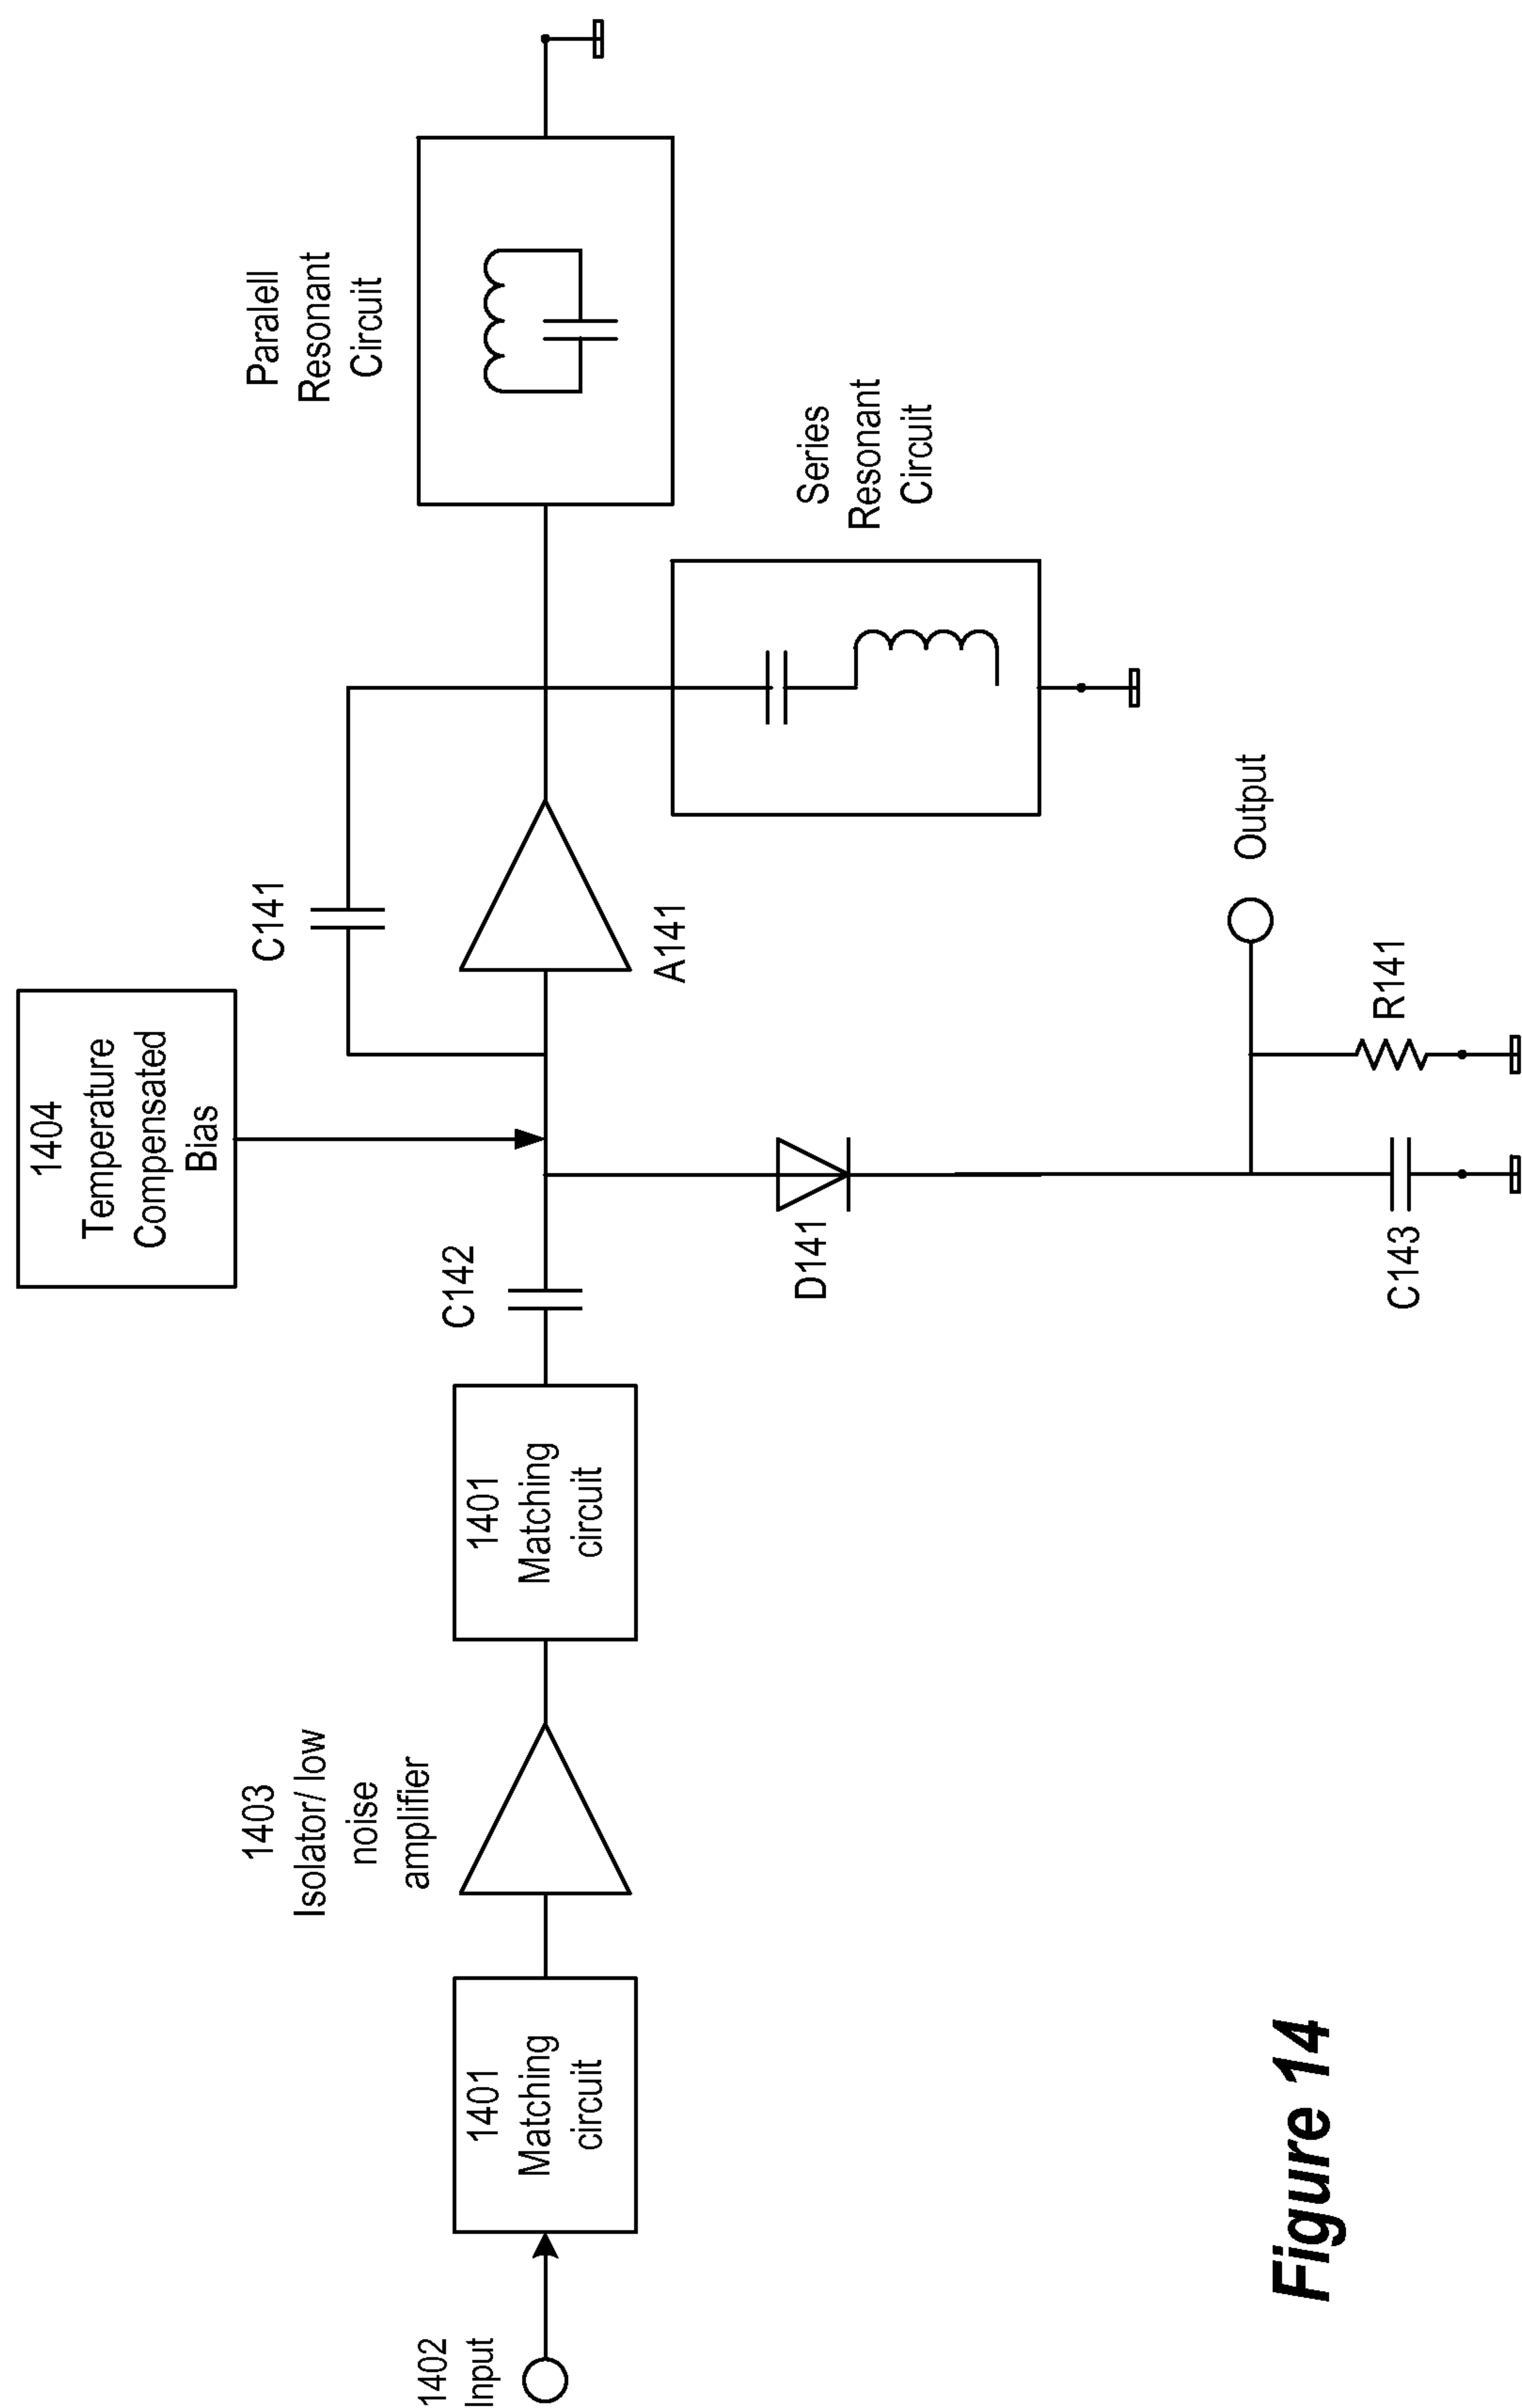 1404
Temperature
Compensated
Bias
C141
Paralell
Resonant
Circuit
1402
Input
1401
Matching
circuit
1403
Isolator/ low
noise
amplifier
1401
Matching
circuit
C142
A141
Series
Resonant
Circuit
D141
Output
C143
R141
Figure 14